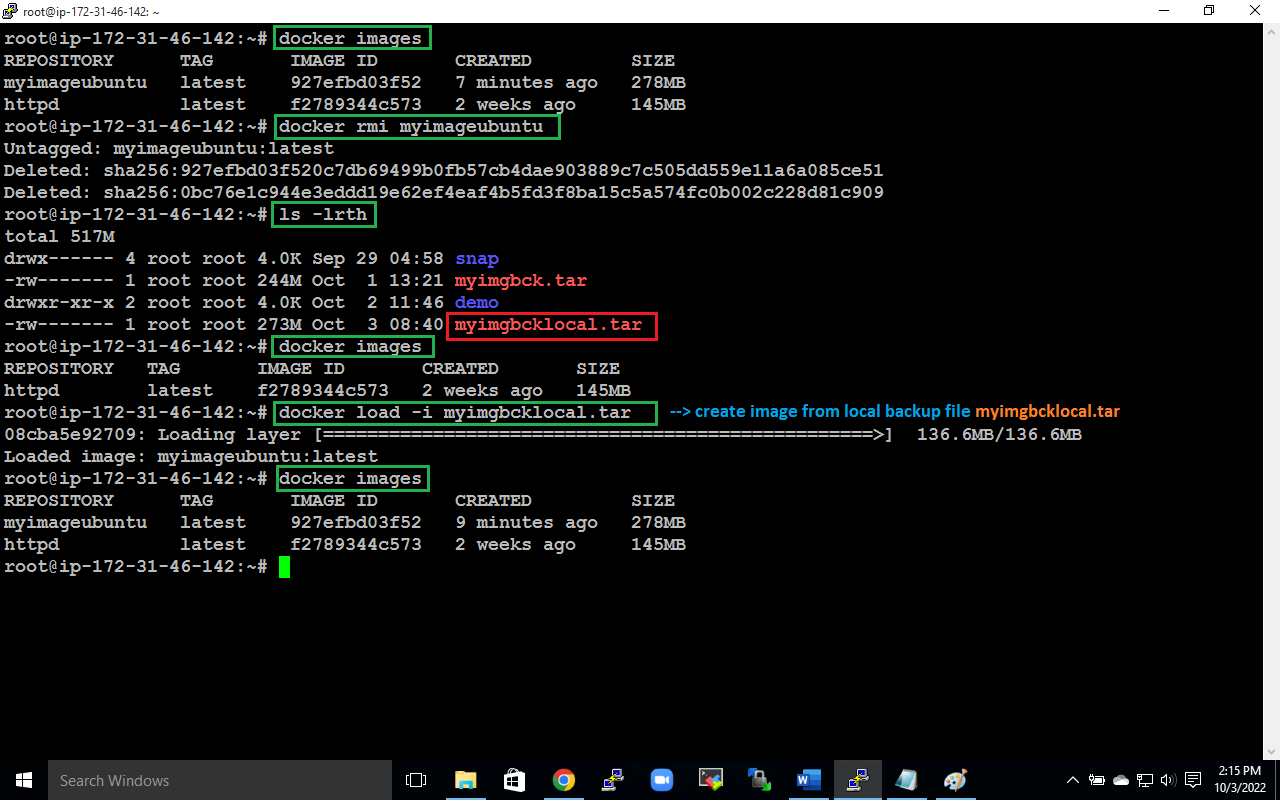 root@ip-172-31-46-142: ~
root@ip-172-31-46-142:~# docker images
REPOSITORY TAG IMAGE ID CREATED SIZE
myimageubuntu latest 927efbd03f52 7 minutes ago 278MB
httpd latest f2789344c573 2 weeks ago 145MB
root@ip-172-31-46-142:~# docker rmi myimageubuntu
Untagged: myimageubuntu:latest
Deleted: sha256:927efbd03f520c7db69499b0fb57cb4dae903889c7c505dd559e11a6a085ce51
Deleted: sha256:0bc76e1c944e3eddd19e62ef4eaf4b5fd3f8ba15c5a574fc0b002c228d81c909
root@ip-172-31-46-142:~# ls -lrth
total 517M
drwx------ 4 root root 4.0K Sep 29 04:58 snap
-rw------- 1 root root 244M Oct 1 13:21 myimgbck.tar
drwxr-xr-x 2 root root 4.0K Oct 2 11:46 demo
-rw------- 1 root root 273M Oct 3 08:40 myimgbcklocal.tar
root@ip-172-31-46-142:~# docker images
REPOSITORY TAG IMAGE ID CREATED SIZE
httpd latest f2789344c573 2 weeks ago 145MB
root@ip-172-31-46-142:~# docker load -i myimgbcklocal.tar --> create image from local backup file myimgbcklocal.tar
08cba5e92709: Loading layer [==================================================>] 136.6MB/136.6MB
Loaded image: myimageubuntu:latest
root@ip-172-31-46-142:~# docker images
REPOSITORY TAG IMAGE ID CREATED SIZE
myimageubuntu latest 927efbd03f52 9 minutes ago 278MB
httpd latest f2789344c573 2 weeks ago 145MB
root@ip-172-31-46-142:~#
Search Windows
2:15 PM
10/3/2022